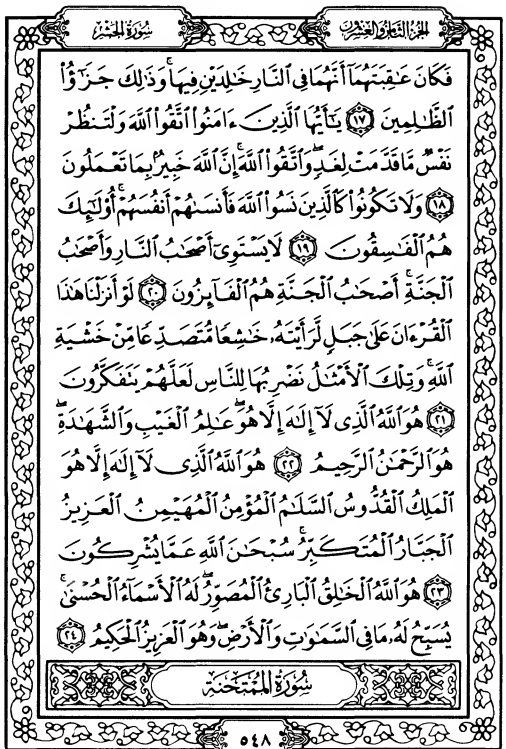 الجزء الثامن والعشرون
سورة الحشر
فَكَانَ عَٰقِبَتَهُمَآ أَنَّهُمَا فِى ٱلنَّارِ خَٰلِدَيْنِ فِيهَا ۚ وَذَٰلِكَ جَزَٰٓؤُا۟
ٱلظَّٰلِمِينَ ١٧ يَٰٓأَيُّهَا ٱلَّذِينَ ءَامَنُوا۟ ٱتَّقُوا۟ ٱللَّهَ وَلْتَنظُرْ
نَفْسٌ مَّا قَدَّمَتْ لِغَدٍ ۖ وَٱتَّقُوا۟ ٱللَّهَ ۚ إِنَّ ٱللَّهَ خَبِيرٌۢ بِمَا تَعْمَلُونَ
١٨ وَلَا تَكُونُوا۟ كَٱلَّذِينَ نَسُوا۟ ٱللَّهَ فَأَنسَىٰهُمْ أَنفُسَهُمْ ۚ أُو۟لَٰٓئِكَ
هُمُ ٱلْفَٰسِقُونَ ١٩ لَا يَسْتَوِىٓ أَصْحَٰبُ ٱلنَّارِ وَأَصْحَٰبُ
ٱلْجَنَّةِ ۚ أَصْحَٰبُ ٱلْجَنَّةِ هُمُ ٱلْفَآئِزُونَ ٢٠ لَوْ أَنزَلْنَا هَٰذَا
ٱلْقُرْءَانَ عَلَىٰ جَبَلٍ لَّرَأَيْتَهُۥ خَٰشِعًا مُّتَصَدِّعًا مِّنْ خَشْيَةِ
ٱللَّهِ ۚ وَتِلْكَ ٱلْأَمْثَٰلُ نَضْرِبُهَا لِلنَّاسِ لَعَلَّهُمْ يَتَفَكَّرُونَ
٢١ هُوَ ٱللَّهُ ٱلَّذِى لَآ إِلَٰهَ إِلَّا هُوَ ۖ عَٰلِمُ ٱلْغَيْبِ وَٱلشَّهَٰدَةِ ۖ
هُوَ ٱلرَّحْمَٰنُ ٱلرَّحِيمُ ٢٢ هُوَ ٱللَّهُ ٱلَّذِى لَآ إِلَٰهَ إِلَّا هُوَ
ٱلْمَلِكُ ٱلْقُدُّوسُ ٱلسَّلَٰمُ ٱلْمُؤْمِنُ ٱلْمُهَيْمِنُ ٱلْعَزِيزُ
ٱلْجَبَّارُ ٱلْمُتَكَبِّرُ ۚ سُبْحَٰنَ ٱللَّهِ عَمَّا يُشْرِكُونَ
٢٣ هُوَ ٱللَّهُ ٱلْخَٰلِقُ ٱلْبَارِئُ ٱلْمُصَوِّرُ ۖ لَهُ ٱلْأَسْمَآءُ ٱلْحُسْنَىٰ ۚ
يُسَبِّحُ لَهُۥ مَا فِى ٱلسَّمَٰوَٰتِ وَٱلْأَرْضِ ۖ وَهُوَ ٱلْعَزِيزُ ٱلْحَكِيمُ ٢٤
سورة الممتحنة
٥٤٨